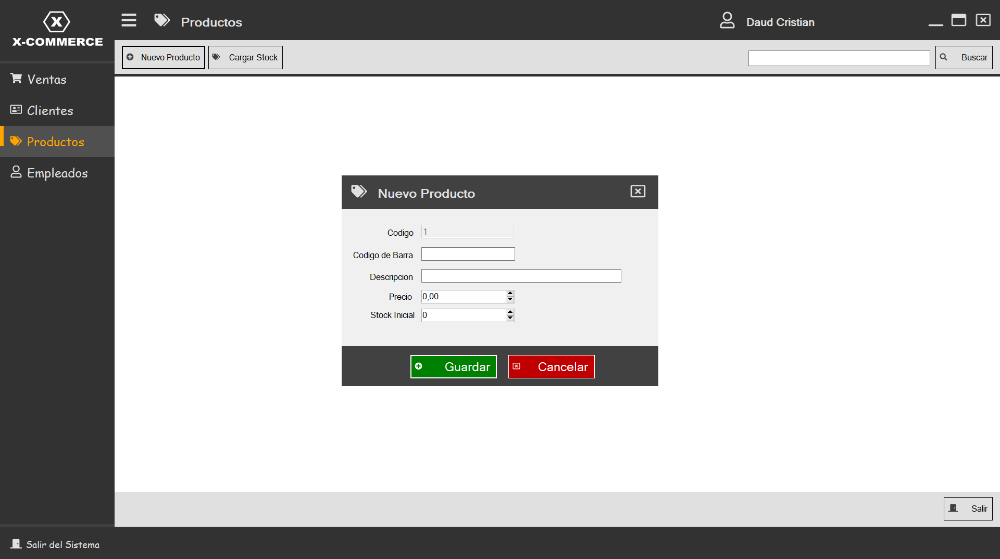 X
X-COMMERCE
Productos
Daud Cristian
Nuevo Producto
Cargar Stock
Buscar
Ventas
Clientes
Productos
Empleados
Nuevo Producto
Codigo
1
Codigo de Barra
Descripcion
Precio
0,00
Stock Inicial
0
Guardar
Cancelar
Salir
Salir del Sistema